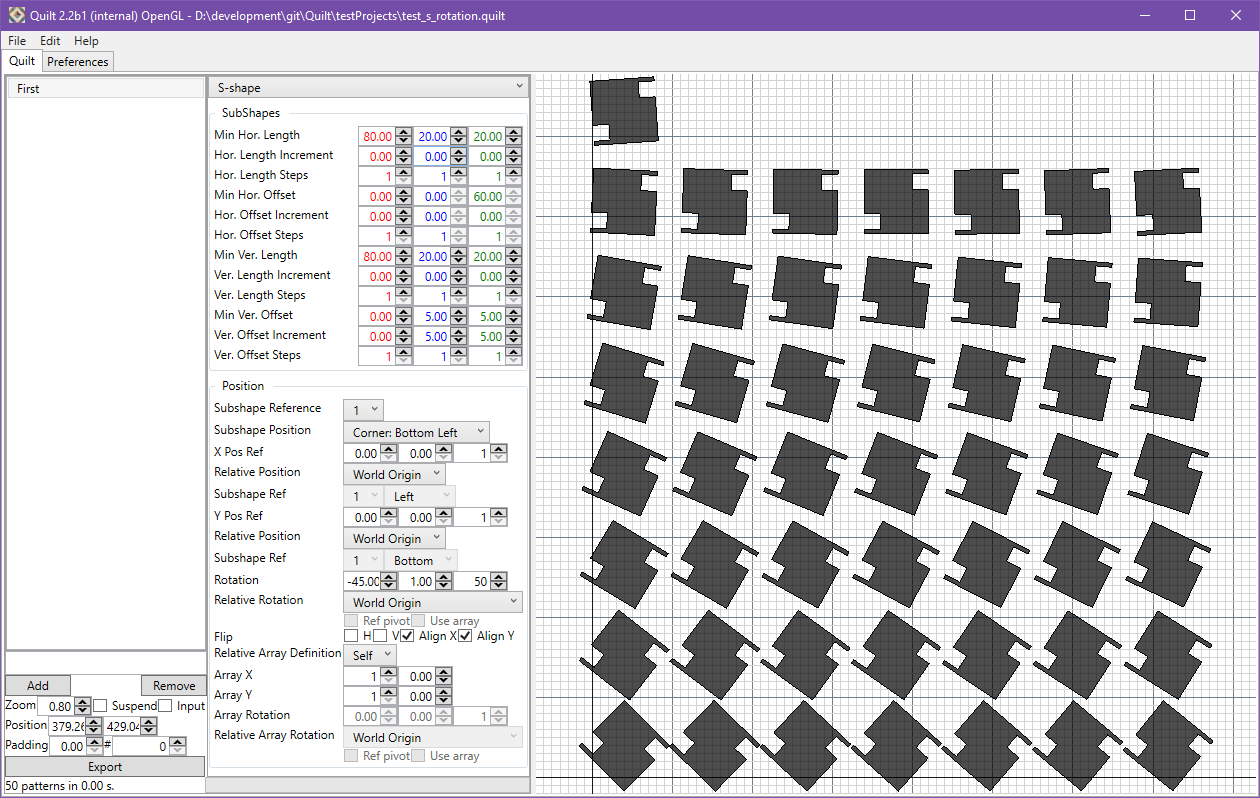 Quilt 2.2b1 (internal) OpenGL - D:\development\git\Quilt\testProjects\test_s_rotation.quilt
File Edit Help
Quilt Preferences
First
S-shape
SubShapes
Min Hor. Length 80.00 20.00 20.00
Hor. Length Increment 0.00 0.00 0.00
Hor. Length Steps 1 1 1
Min Hor. Offset 0.00 0.00 60.00
Hor. Offset Increment 0.00 0.00 0.00
Hor. Offset Steps 1 1 1
Min Ver. Length 80.00 20.00 20.00
Ver. Length Increment 0.00 0.00 0.00
Ver. Length Steps 1 1 1
Min Ver. Offset 0.00 5.00 5.00
Ver. Offset Increment 0.00 5.00 5.00
Ver. Offset Steps 1 1 1
Position
Subshape Reference 1
Subshape Position Corner: Bottom Left
X Pos Ref 0.00 0.00 1
Relative Position World Origin
Subshape Ref 1 Left
Y Pos Ref 0.00 0.00 1
Relative Position World Origin
Subshape Ref 1 Bottom
Rotation -45.00 1.00 50
Relative Rotation World Origin
Ref pivot Use array
Flip H V Align X Align Y
Relative Array Definition Self
Array X 1 0.00
Array Y 1 0.00
Array Rotation 0.00 0.00 1
Relative Array Rotation World Origin
Ref pivot Use array
Add Remove
Zoom 0.80 Suspend Input
Position 379.26 429.04
Padding 0.00 # 0
Export
50 patterns in 0.00 s.